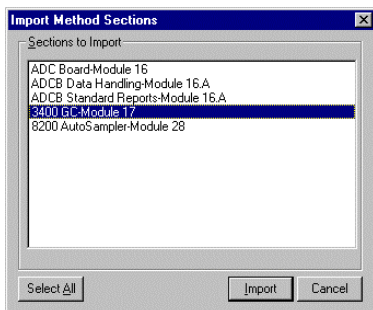 Import Method Sections
Sections to Import
ADC Board-Module 16
ADCB Data Handling-Module 16.A
ADCB Standard Reports-Module 16.A
3400 GC-Module 17
8200 AutoSampler-Module 28
Select All Import Cancel